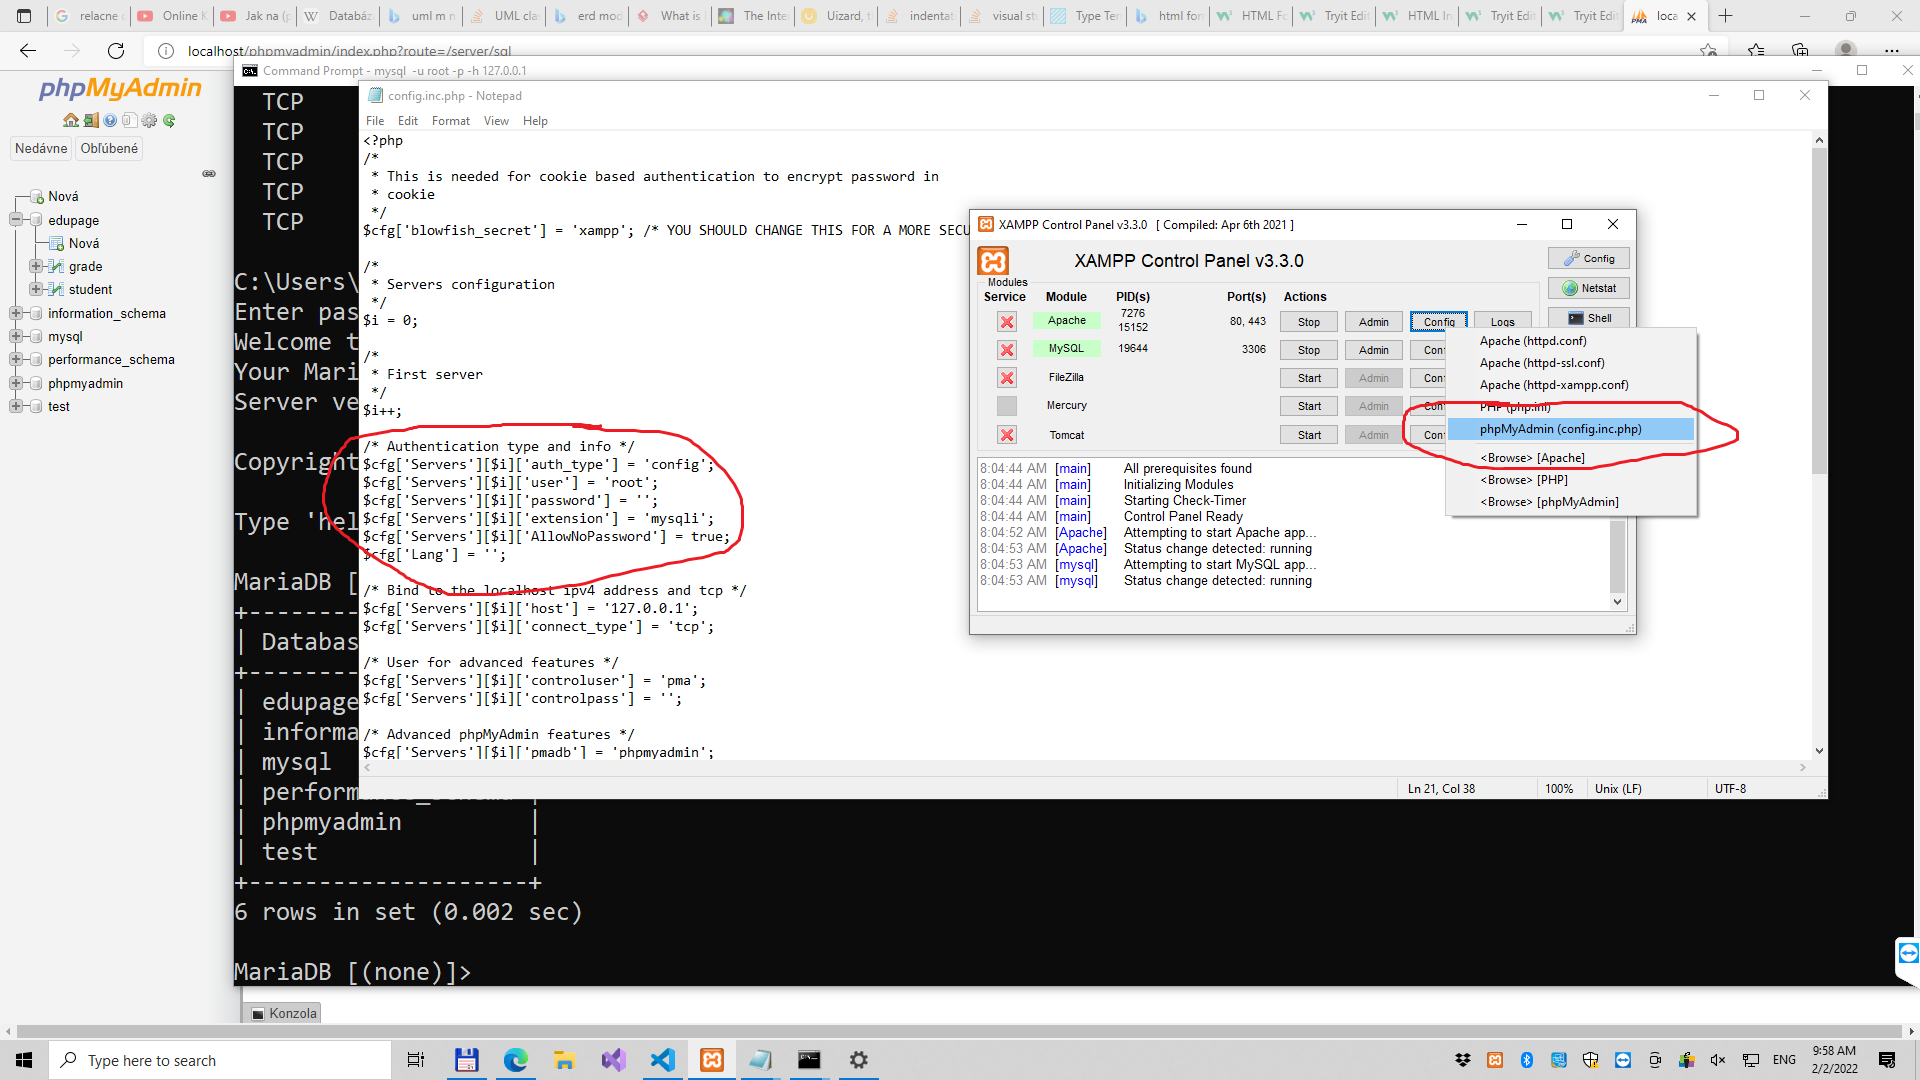 relacne
Online K
Jak na (p
Databáz
uml m n
UML clas
erd mod
What is
The Inte
Uizard, t
indentat
visual stu
Type Ten
html for
HTML Fo
Tryit Edit
HTML In
Tryit Edit
Tryit Edit
loca
localhost/phpmyadmin/index.php?route=/server/sql
phpMyAdmin
Nedávne
Obľúbené
Nová
edupage
Nová
grade
student
information_schema
mysql
performance_schema
phpmyadmin
test
Command Prompt - mysql -u root -p -h 127.0.0.1
TCP
TCP
TCP
TCP
TCP
C:\Users\
Enter pas
Welcome t
Your Mari
Server ve
Copyright
Type 'hel
MariaDB [
+---------
| Databas
+---------
| edupage
| informa
| mysql
| performance_schema |
| phpmyadmin         |
| test               |
+--------------------+
6 rows in set (0.002 sec)
MariaDB [(none)]>
Konzola
config.inc.php - Notepad
File Edit Format View Help
<?php
/*
 * This is needed for cookie based authentication to encrypt password in
 * cookie
 */
$cfg['blowfish_secret'] = 'xampp'; /* YOU SHOULD CHANGE THIS FOR A MORE SECU
/*
 * Servers configuration
 */
$i = 0;
/*
 * First server
 */
$i++;
/* Authentication type and info */
$cfg['Servers'][$i]['auth_type'] = 'config';
$cfg['Servers'][$i]['user'] = 'root';
$cfg['Servers'][$i]['password'] = '';
$cfg['Servers'][$i]['extension'] = 'mysqli';
$cfg['Servers'][$i]['AllowNoPassword'] = true;
$cfg['Lang'] = '';
/* Bind to the localhost ipv4 address and tcp */
$cfg['Servers'][$i]['host'] = '127.0.0.1';
$cfg['Servers'][$i]['connect_type'] = 'tcp';
/* User for advanced features */
$cfg['Servers'][$i]['controluser'] = 'pma';
$cfg['Servers'][$i]['controlpass'] = '';
/* Advanced phpMyAdmin features */
$cfg['Servers'][$i]['pmadb'] = 'phpmyadmin';
Ln 21, Col 38
100%
Unix (LF)
UTF-8
XAMPP Control Panel v3.3.0 [ Compiled: Apr 6th 2021 ]
XAMPP Control Panel v3.3.0
Config
Netstat
Shell
Modules
Service Module PID(s) Port(s) Actions
Apache 7276 15152 80, 443 Stop Admin Config Logs
MySQL 19644 3306 Stop Admin Con
FileZilla Start Admin Con
Mercury Start Admin Con
Tomcat Start Admin Con
Apache (httpd.conf)
Apache (httpd-ssl.conf)
Apache (httpd-xampp.conf)
PHP (php.ini)
phpMyAdmin (config.inc.php)
<Browse> [Apache]
<Browse> [PHP]
<Browse> [phpMyAdmin]
8:04:44 AM [main] All prerequisites found
8:04:44 AM [main] Initializing Modules
8:04:44 AM [main] Starting Check-Timer
8:04:44 AM [main] Control Panel Ready
8:04:52 AM [Apache] Attempting to start Apache app...
8:04:53 AM [Apache] Status change detected: running
8:04:53 AM [mysql] Attempting to start MySQL app...
8:04:53 AM [mysql] Status change detected: running
Type here to search
ENG
9:58 AM
2/2/2022